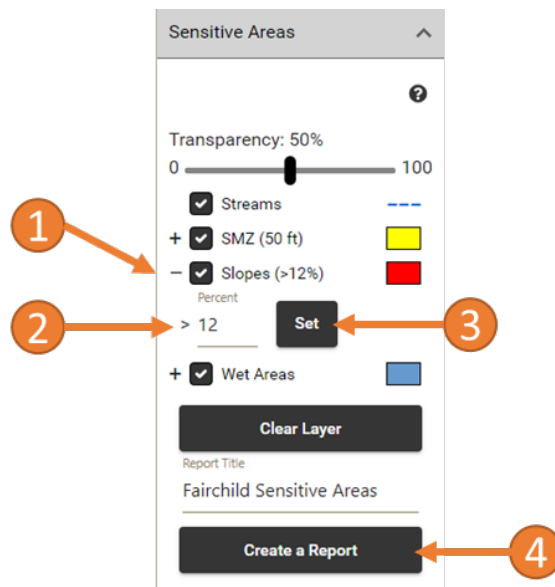 Sensitive Areas
Transparency: 50%
0 100
Streams
1
+ SMZ (50 ft)
− Slopes (>12%)
Percent
2
> 12 Set
3
+ Wet Areas
Clear Layer
Report Title
Fairchild Sensitive Areas
Create a Report
4